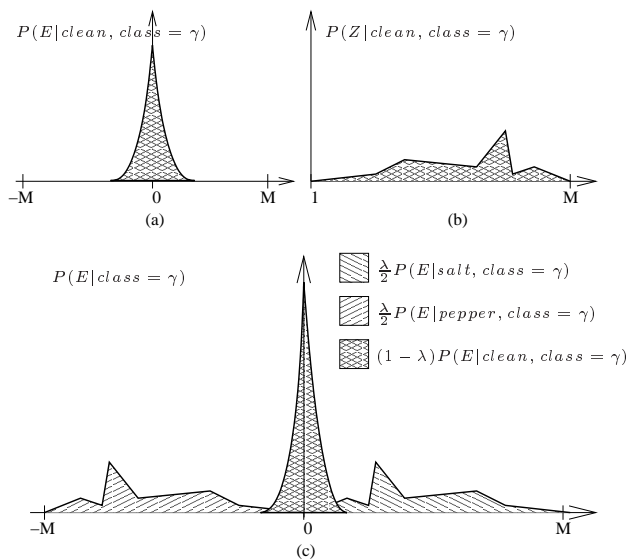 P(E|clean, class = γ)
P(Z|clean, class = γ)
–M 0 M 1 M
(a) (b)
P(E|class = γ)
λ/2 P(E|salt, class = γ)
λ/2 P(E|pepper, class = γ)
(1 − λ)P(E|clean, class = γ)
–M 0 M
(c)